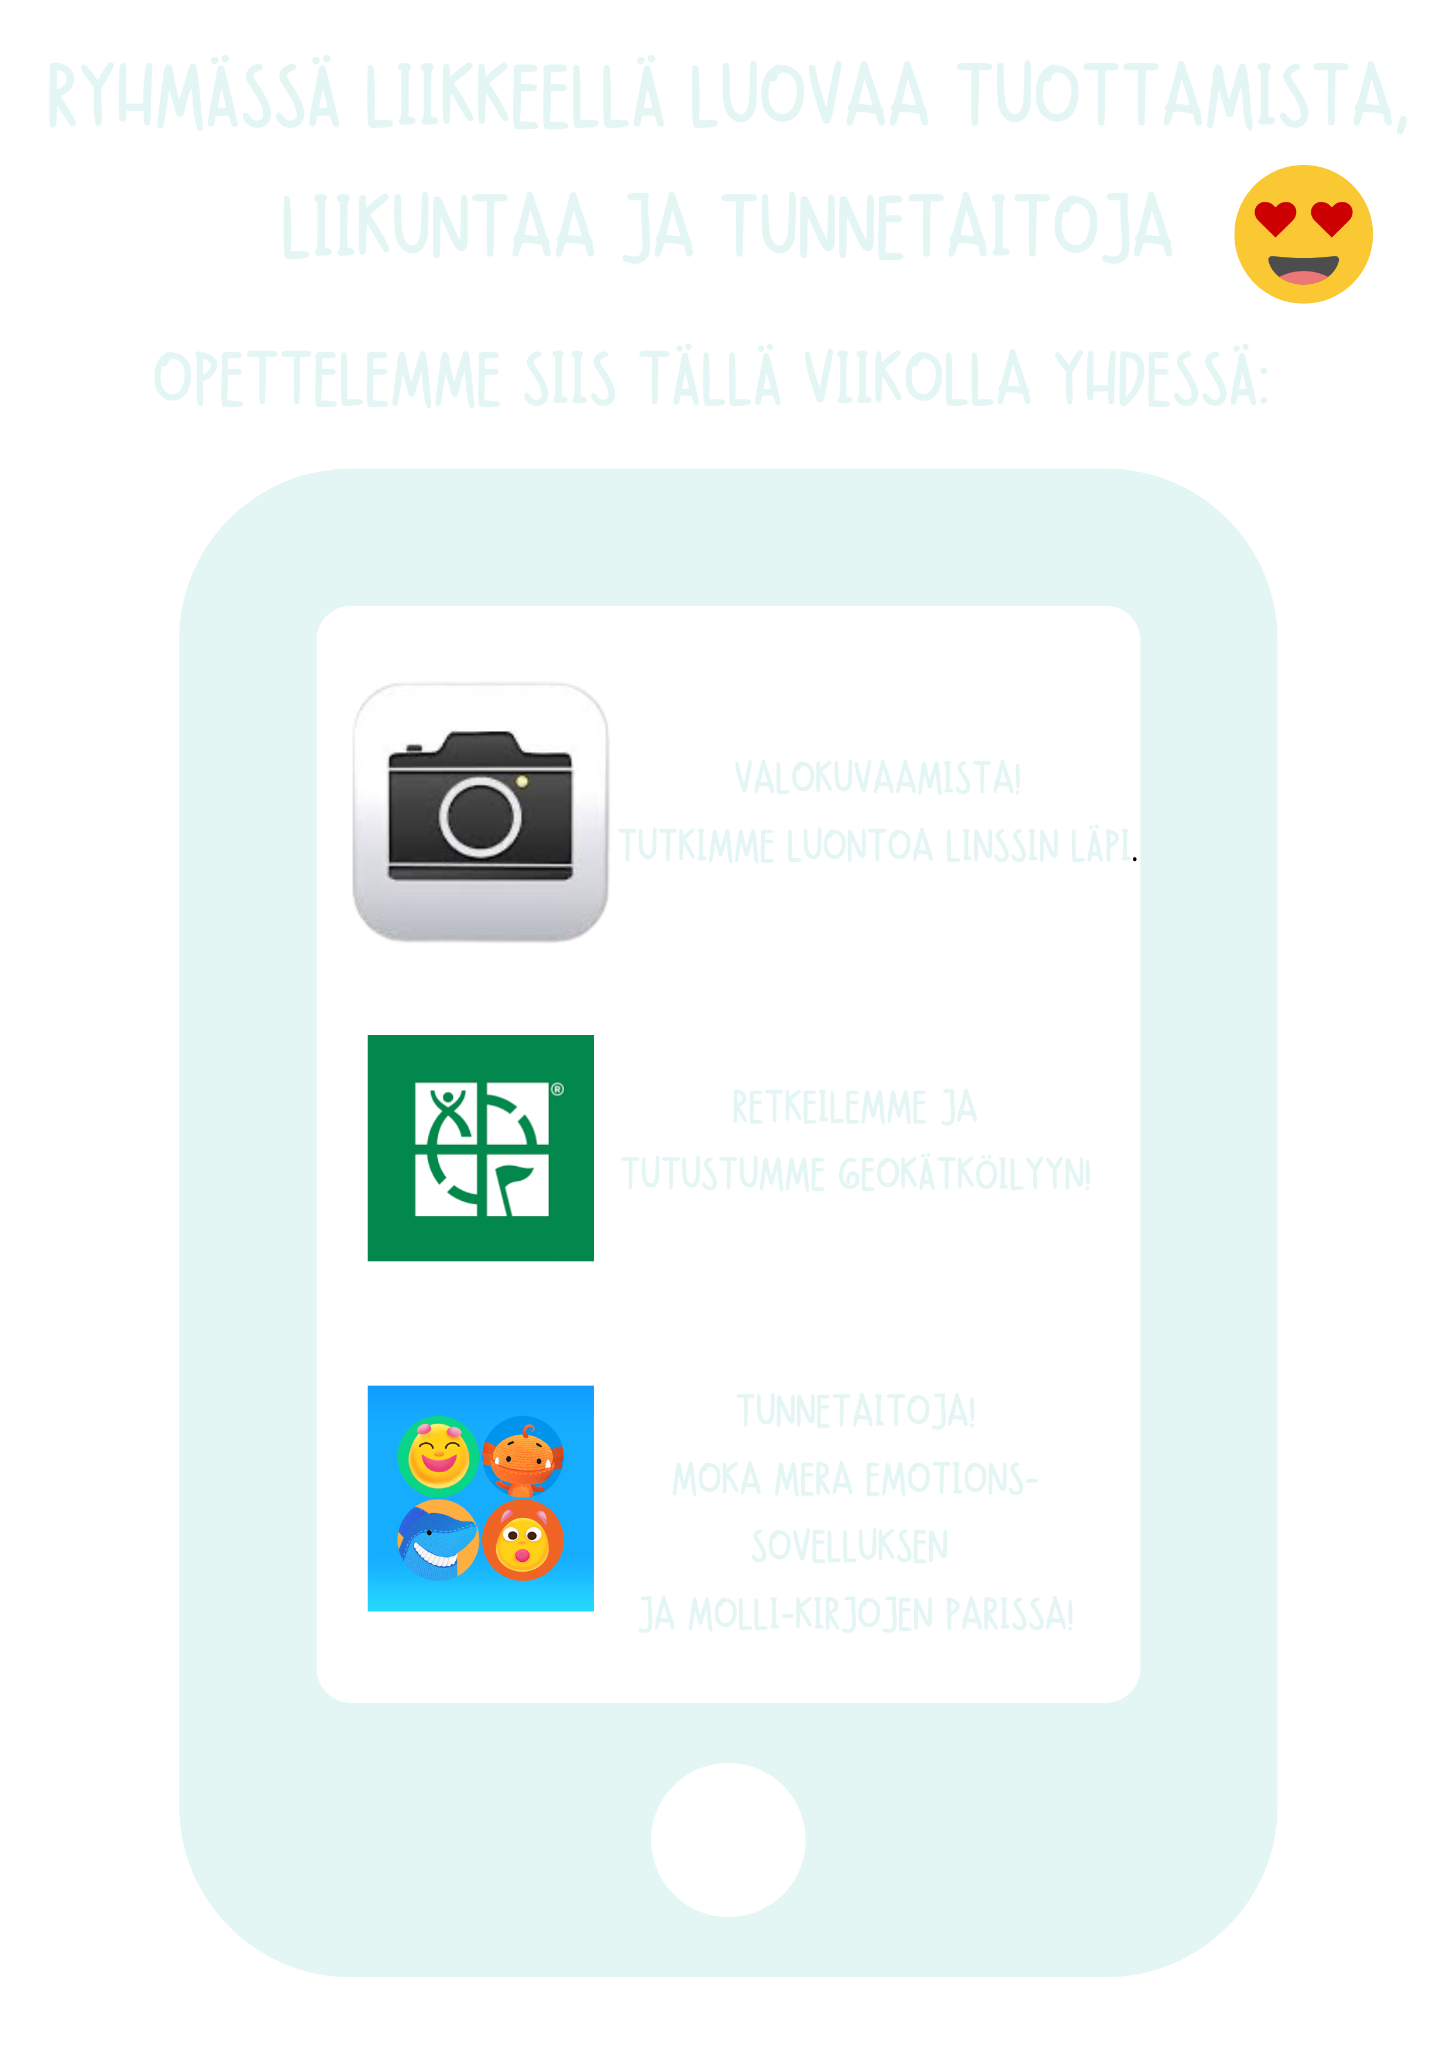 RYHMÄSSÄ LIIKKEELLÄ LUOVAA TUOTTAMISTA,
LIIKUNTAA JA TUNNETAITOJA
OPETTELEMME SIIS TÄLLÄ VIIKOLLA YHDESSÄ:
VALOKUVAAMISTA!
TUTKIMME LUONTOA LINSSIN LÄPI.
®
RETKEILEMME JA
TUTUSTUMME GEOKÄTKÖILYYN!
TUNNETAITOJA!
MOKA MERA EMOTIONS-
SOVELLUKSEN
JA MOLLI-KIRJOJEN PARISSA!